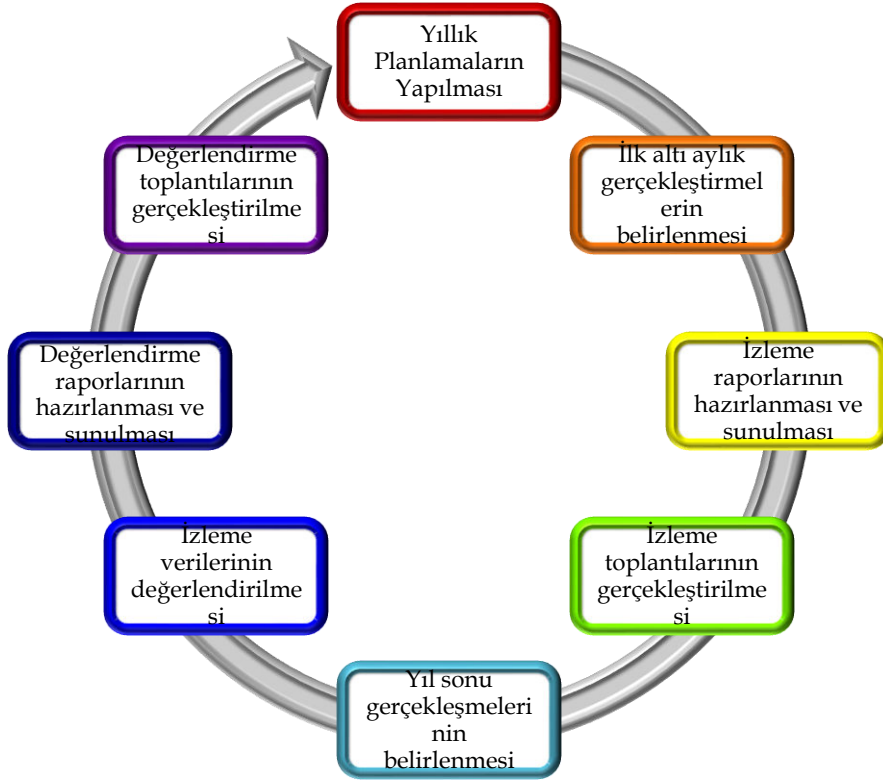 Yıllık
Planlamaların
Yapılması
İlk altı aylık
gerçekleştirmel
erin
belirlenmesi
İzleme
raporlarının
hazırlanması ve
sunulması
İzleme
toplantılarının
gerçekleştirilme
si
Yıl sonu
gerçekleşmeleri
nin
belirlenmesi
İzleme
verilerinin
değerlendirilme
si
Değerlendirme
raporlarının
hazırlanması ve
sunulması
Değerlendirme
toplantılarının
gerçekleştirilme
si